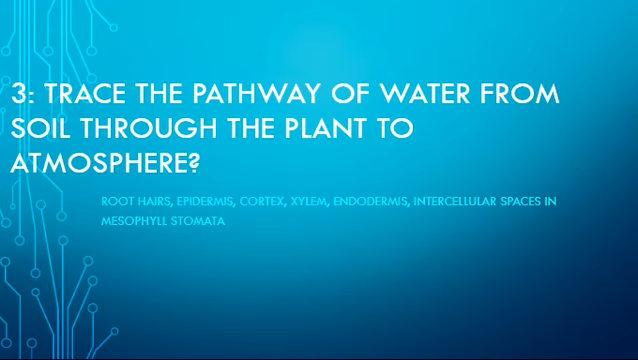 3: TRACE THE PATHWAY OF WATER FROM
SOIL THROUGH THE PLANT TO
ATMOSPHERE?
ROOT HAIRS, EPIDERMIS, CORTEX, XYLEM, ENDODERMIS, INTERCELLULAR SPACES IN
MESOPHYLL STOMATA